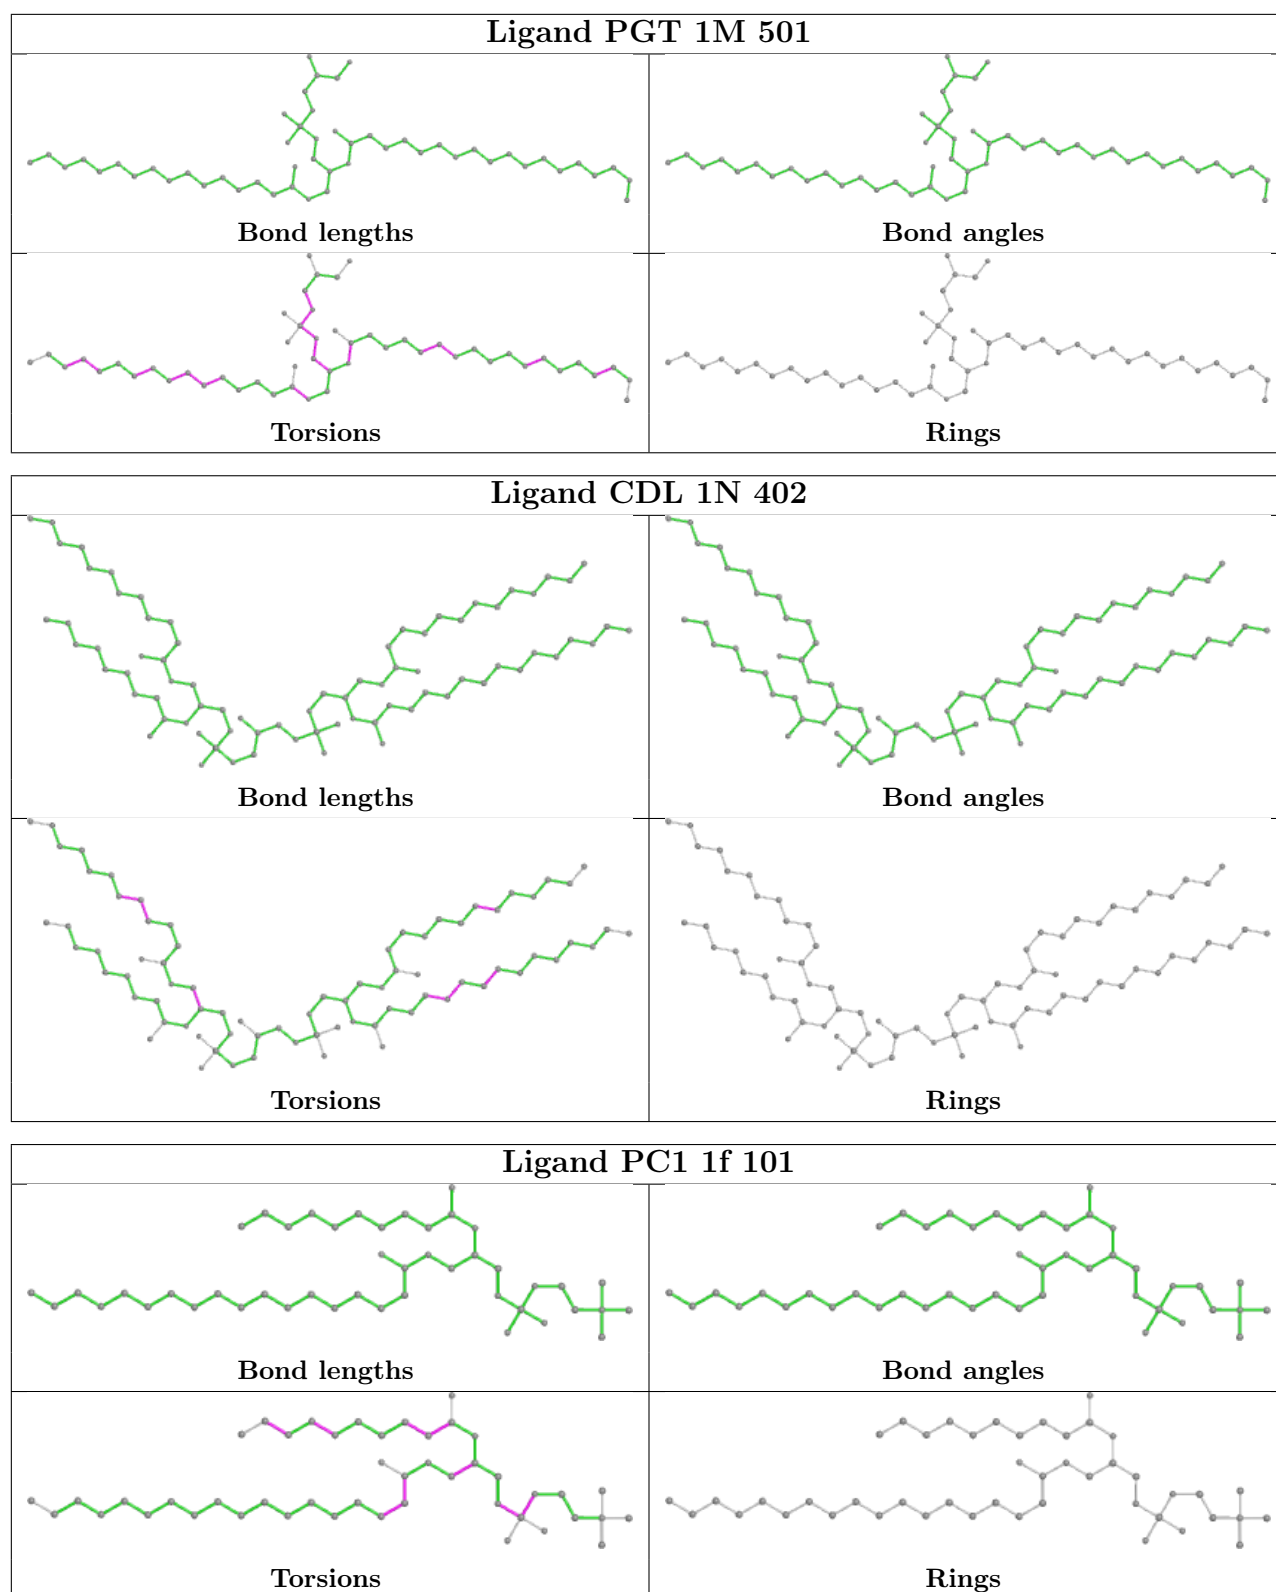 Ligand PGT 1M 501
Bond lengths
Bond angles
Torsions
Rings
Ligand CDL 1N 402
Bond lengths
Bond angles
Torsions
Rings
Ligand PC1 1f 101
Bond lengths
Bond angles
Torsions
Rings